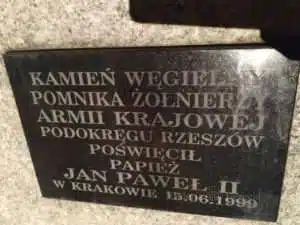 KAMIEŃ WĘGIELNY
POMNIKA ŻOŁNIERZY
ARMII KRAJOWEJ
PODOKRĘGU RZESZÓW
POŚWIĘCIŁ
PAPIEŻ
JAN PAWEŁ II
W KRAKOWIE 15.06.1999